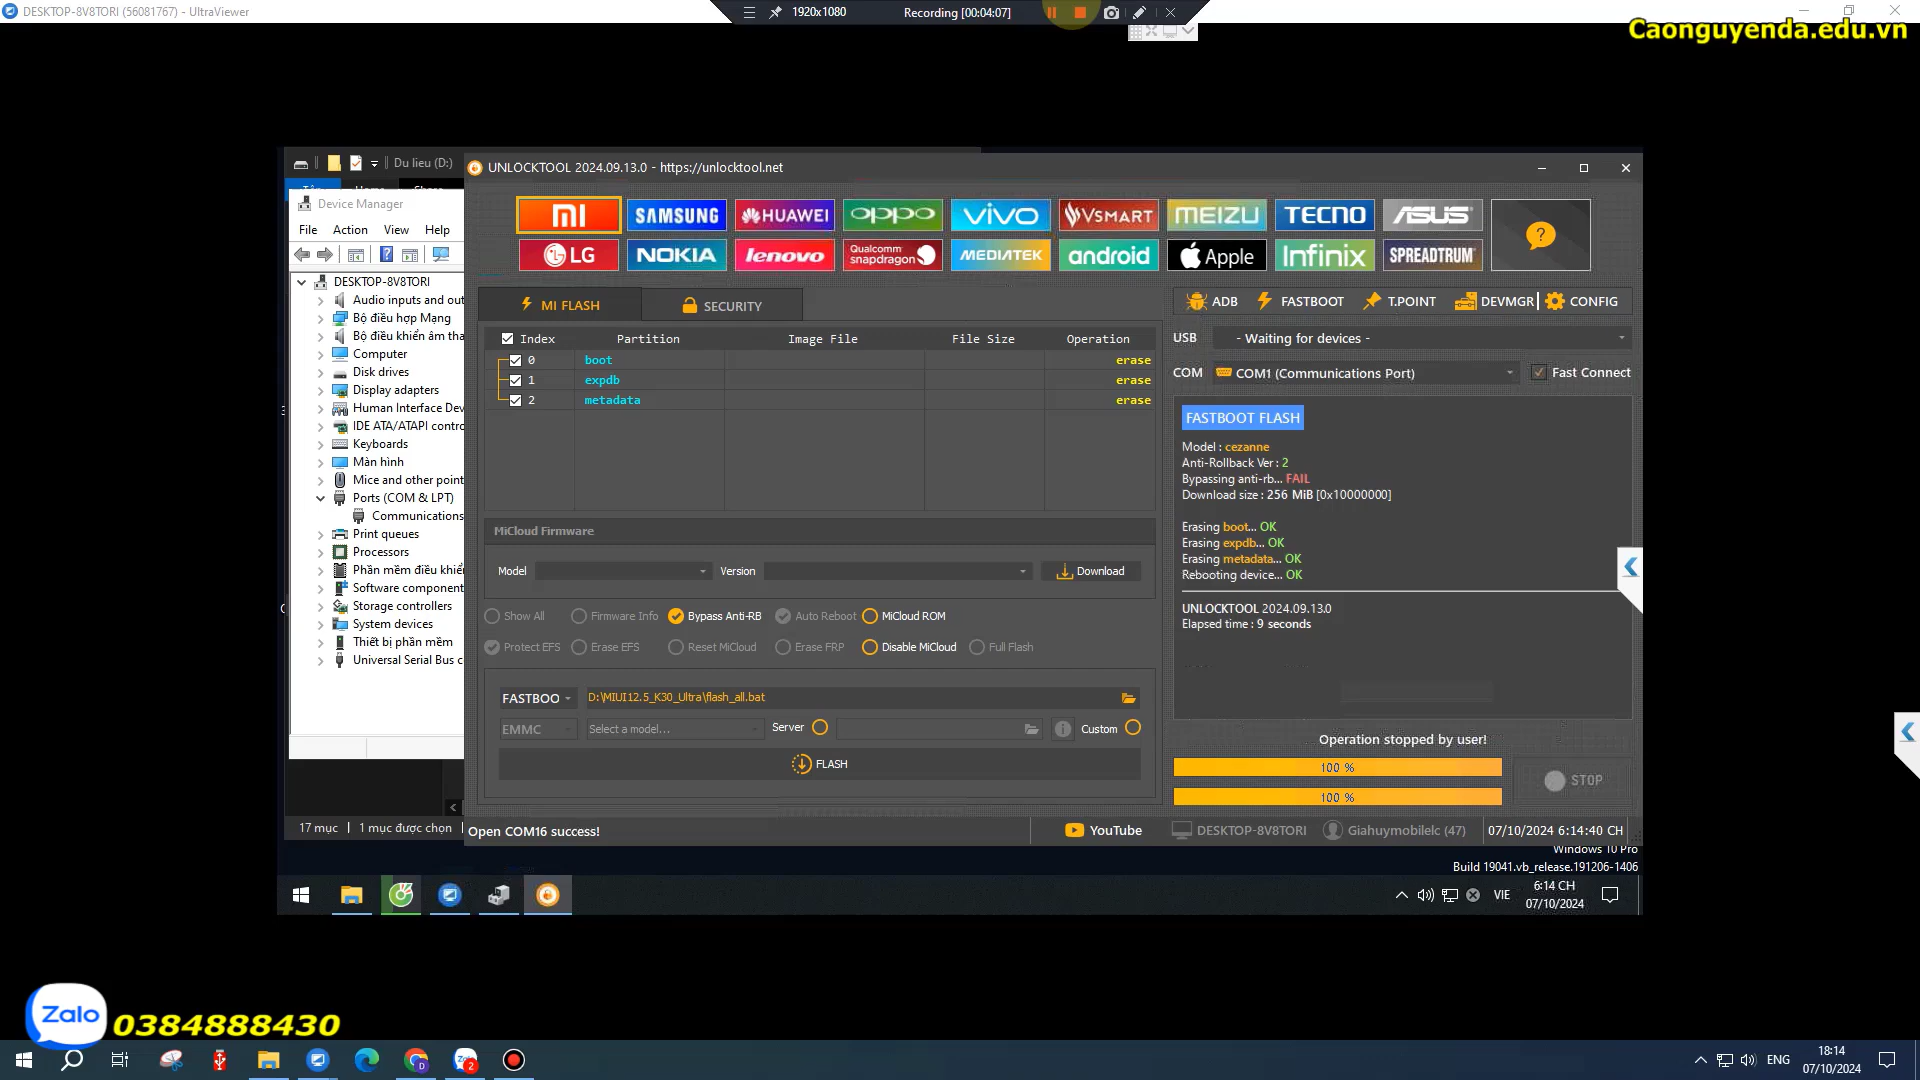 DESKTOP-8V8TORI (56081767) - UltraViewer
1920x1080
Recording [00:04:07]
Caonguyenda.edu.vn
Du lieu (D:)
UNLOCKTOOL 2024.09.13.0 - https://unlocktool.net
Device Manager
File Action View Help
MI SAMSUNG HUAWEI OPPO VIVO VSMART MEIZU TECNO ASUS
LG NOKIA lenovo Qualcomm snapdragon MEDIATEK android Apple Infinix SPREADTRUM
?
DESKTOP-8V8TORI
Audio inputs and out
Bộ điều hợp Mạng
Bộ điều khiển âm tha
Computer
Disk drives
Display adapters
Human Interface Dev
IDE ATA/ATAPI contro
Keyboards
Màn hình
Mice and other point
Ports (COM & LPT)
Communications
Print queues
Processors
Phần mềm điều khiển
Software component
Storage controllers
System devices
Thiết bị phần mềm
Universal Serial Bus c
17 mục
1 mục được chọn
MI FLASH
SECURITY
Index Partition Image File File Size Operation
0 boot erase
1 expdb erase
2 metadata erase
MiCloud Firmware
Model Version Download
Show All Firmware Info Bypass Anti-RB Auto Reboot MiCloud ROM
Protect EFS Erase EFS Reset MiCloud Erase FRP Disable MiCloud Full Flash
FASTBOO D:\MIUI12.5_K30_Ultra\flash_all.bat
EMMC Select a model... Server Custom
FLASH
ADB FASTBOOT T.POINT DEVMGR CONFIG
USB - Waiting for devices -
COM COM1 (Communications Port) Fast Connect
FASTBOOT FLASH
Model : cezanne
Anti-Rollback Ver : 2
Bypassing anti-rb... FAIL
Download size : 256 MiB [0x10000000]
Erasing boot... OK
Erasing expdb... OK
Erasing metadata... OK
Rebooting device... OK
UNLOCKTOOL 2024.09.13.0
Elapsed time : 9 seconds
Operation stopped by user!
100 %
100 %
STOP
Open COM16 success!
YouTube
DESKTOP-8V8TORI
Giahuymobilelc (47)
07/10/2024 6:14:40 CH
Windows 10 Pro
Build 19041.vb_release.191206-1406
VIE
6:14 CH
07/10/2024
Zalo
0384888430
2
ENG
18:14
07/10/2024